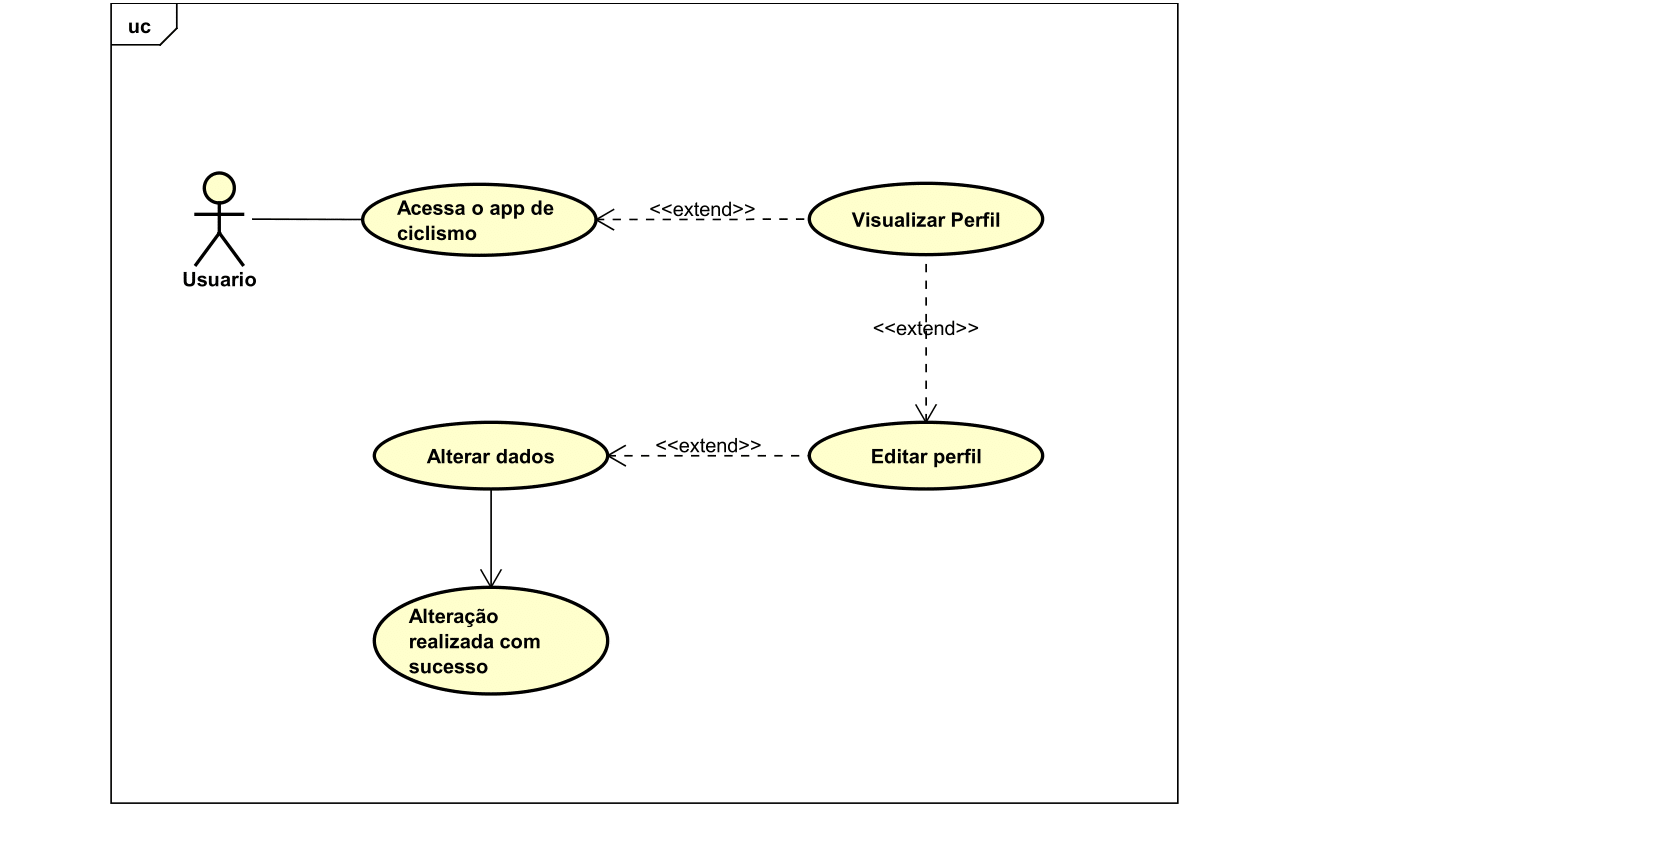 uc
Acessa o app de
ciclismo
<<extend>>
Visualizar Perfil
Usuario
<<extend>>
Alterar dados
<<extend>>
Editar perfil
Alteração
realizada com
sucesso